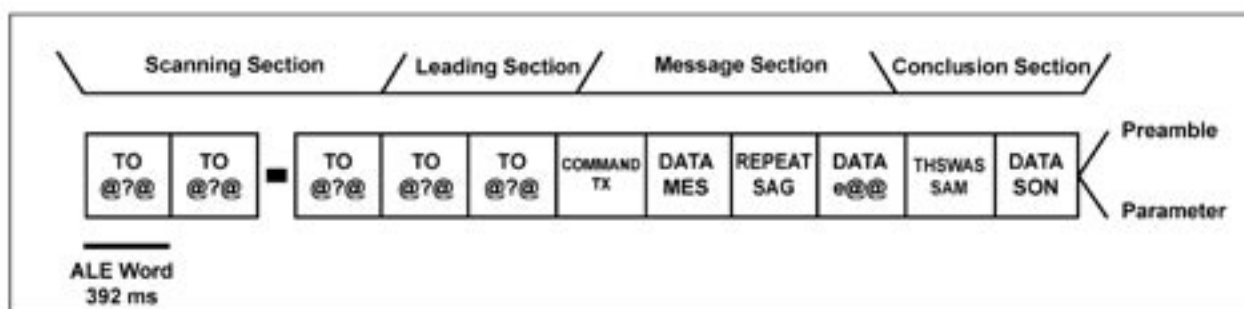 Scanning Section Leading Section Message Section Conclusion Section
Preamble
TO TO TO TO TO COMMAND DATA REPEAT DATA THSWAS DATA
@?@ @?@ @?@ @?@ @?@ TX MES SAG e@@ SAM SON
Parameter
ALE Word
392 ms